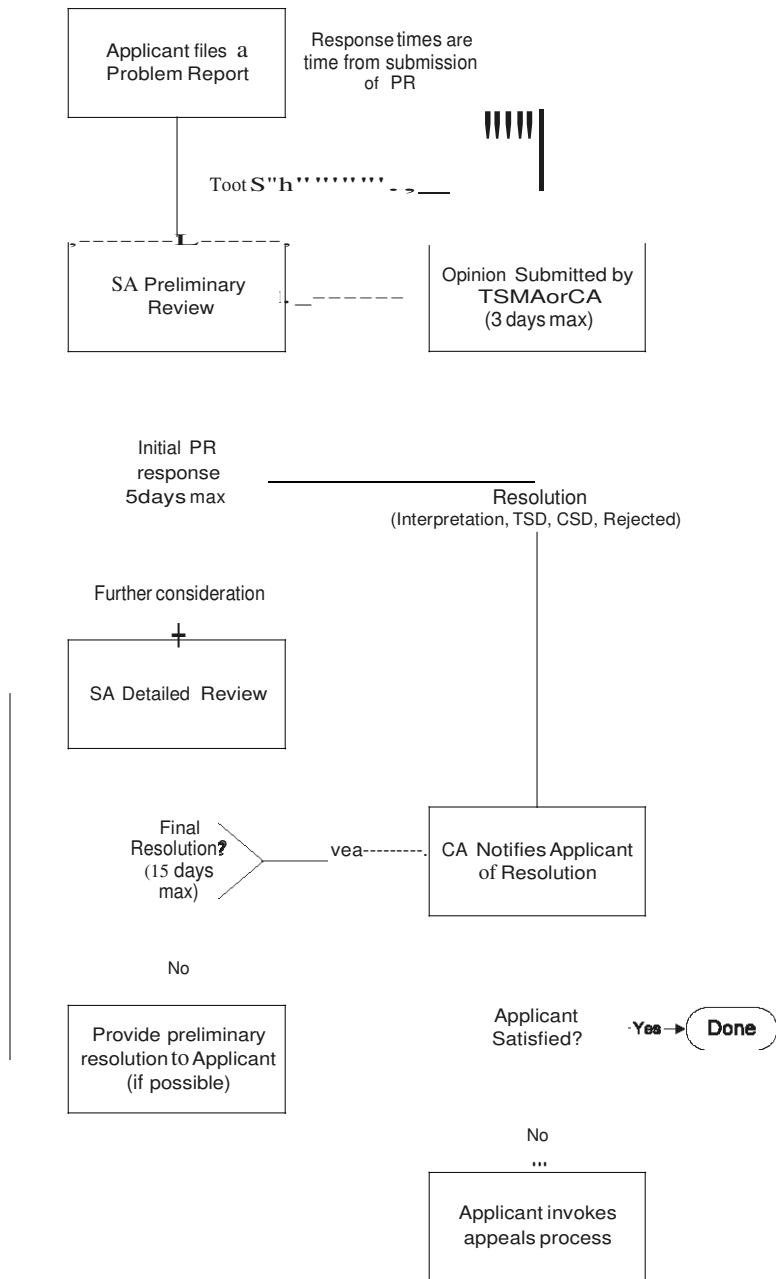 Applicant files a
Problem Report
Response times are
time from submission
of PR
SA Preliminary
Review
Opinion Submitted by
TSMAorCA
(3 days max)
Initial PR
response
5days max
Resolution
(Interpretation, TSD, CSD, Rejected)
Further consideration
SA Detailed Review
Final
Resolution?
(15 days
max)
vea
CA Notifies Applicant
of Resolution
No
Provide preliminary
resolution to Applicant
(if possible)
Applicant
Satisfied?
Yes
Done
No
Applicant invokes
appeals process